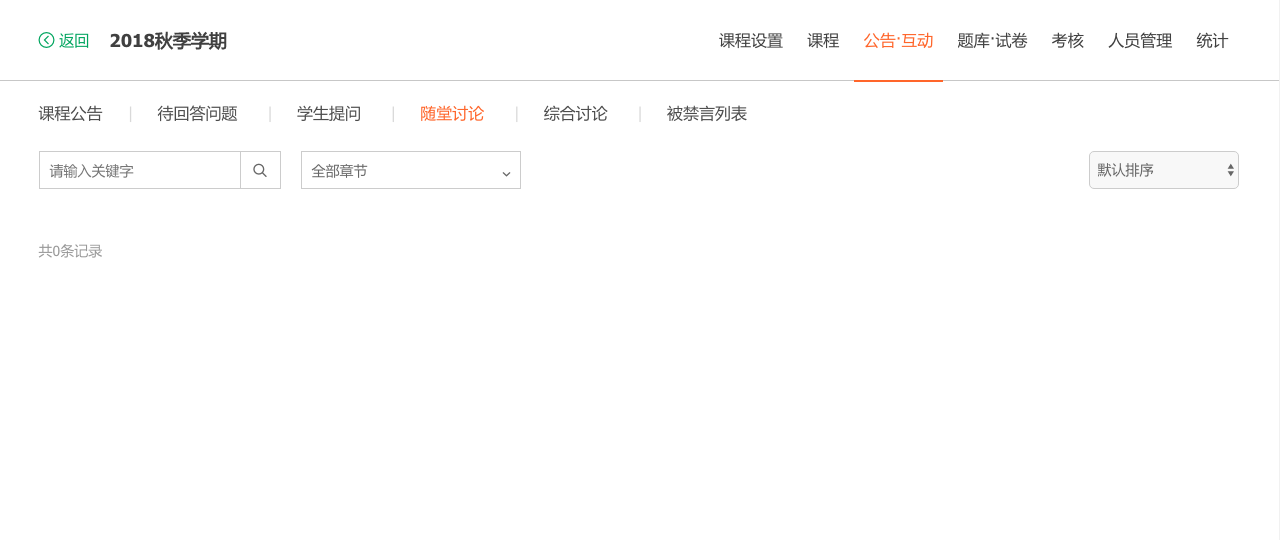 返回 2018秋季学期 课程设置 课程 公告·互动 题库·试卷 考核 人员管理 统计
课程公告 | 待回答问题 | 学生提问 | 随堂讨论 | 综合讨论 | 被禁言列表
请输入关键字 全部章节 默认排序
共0条记录